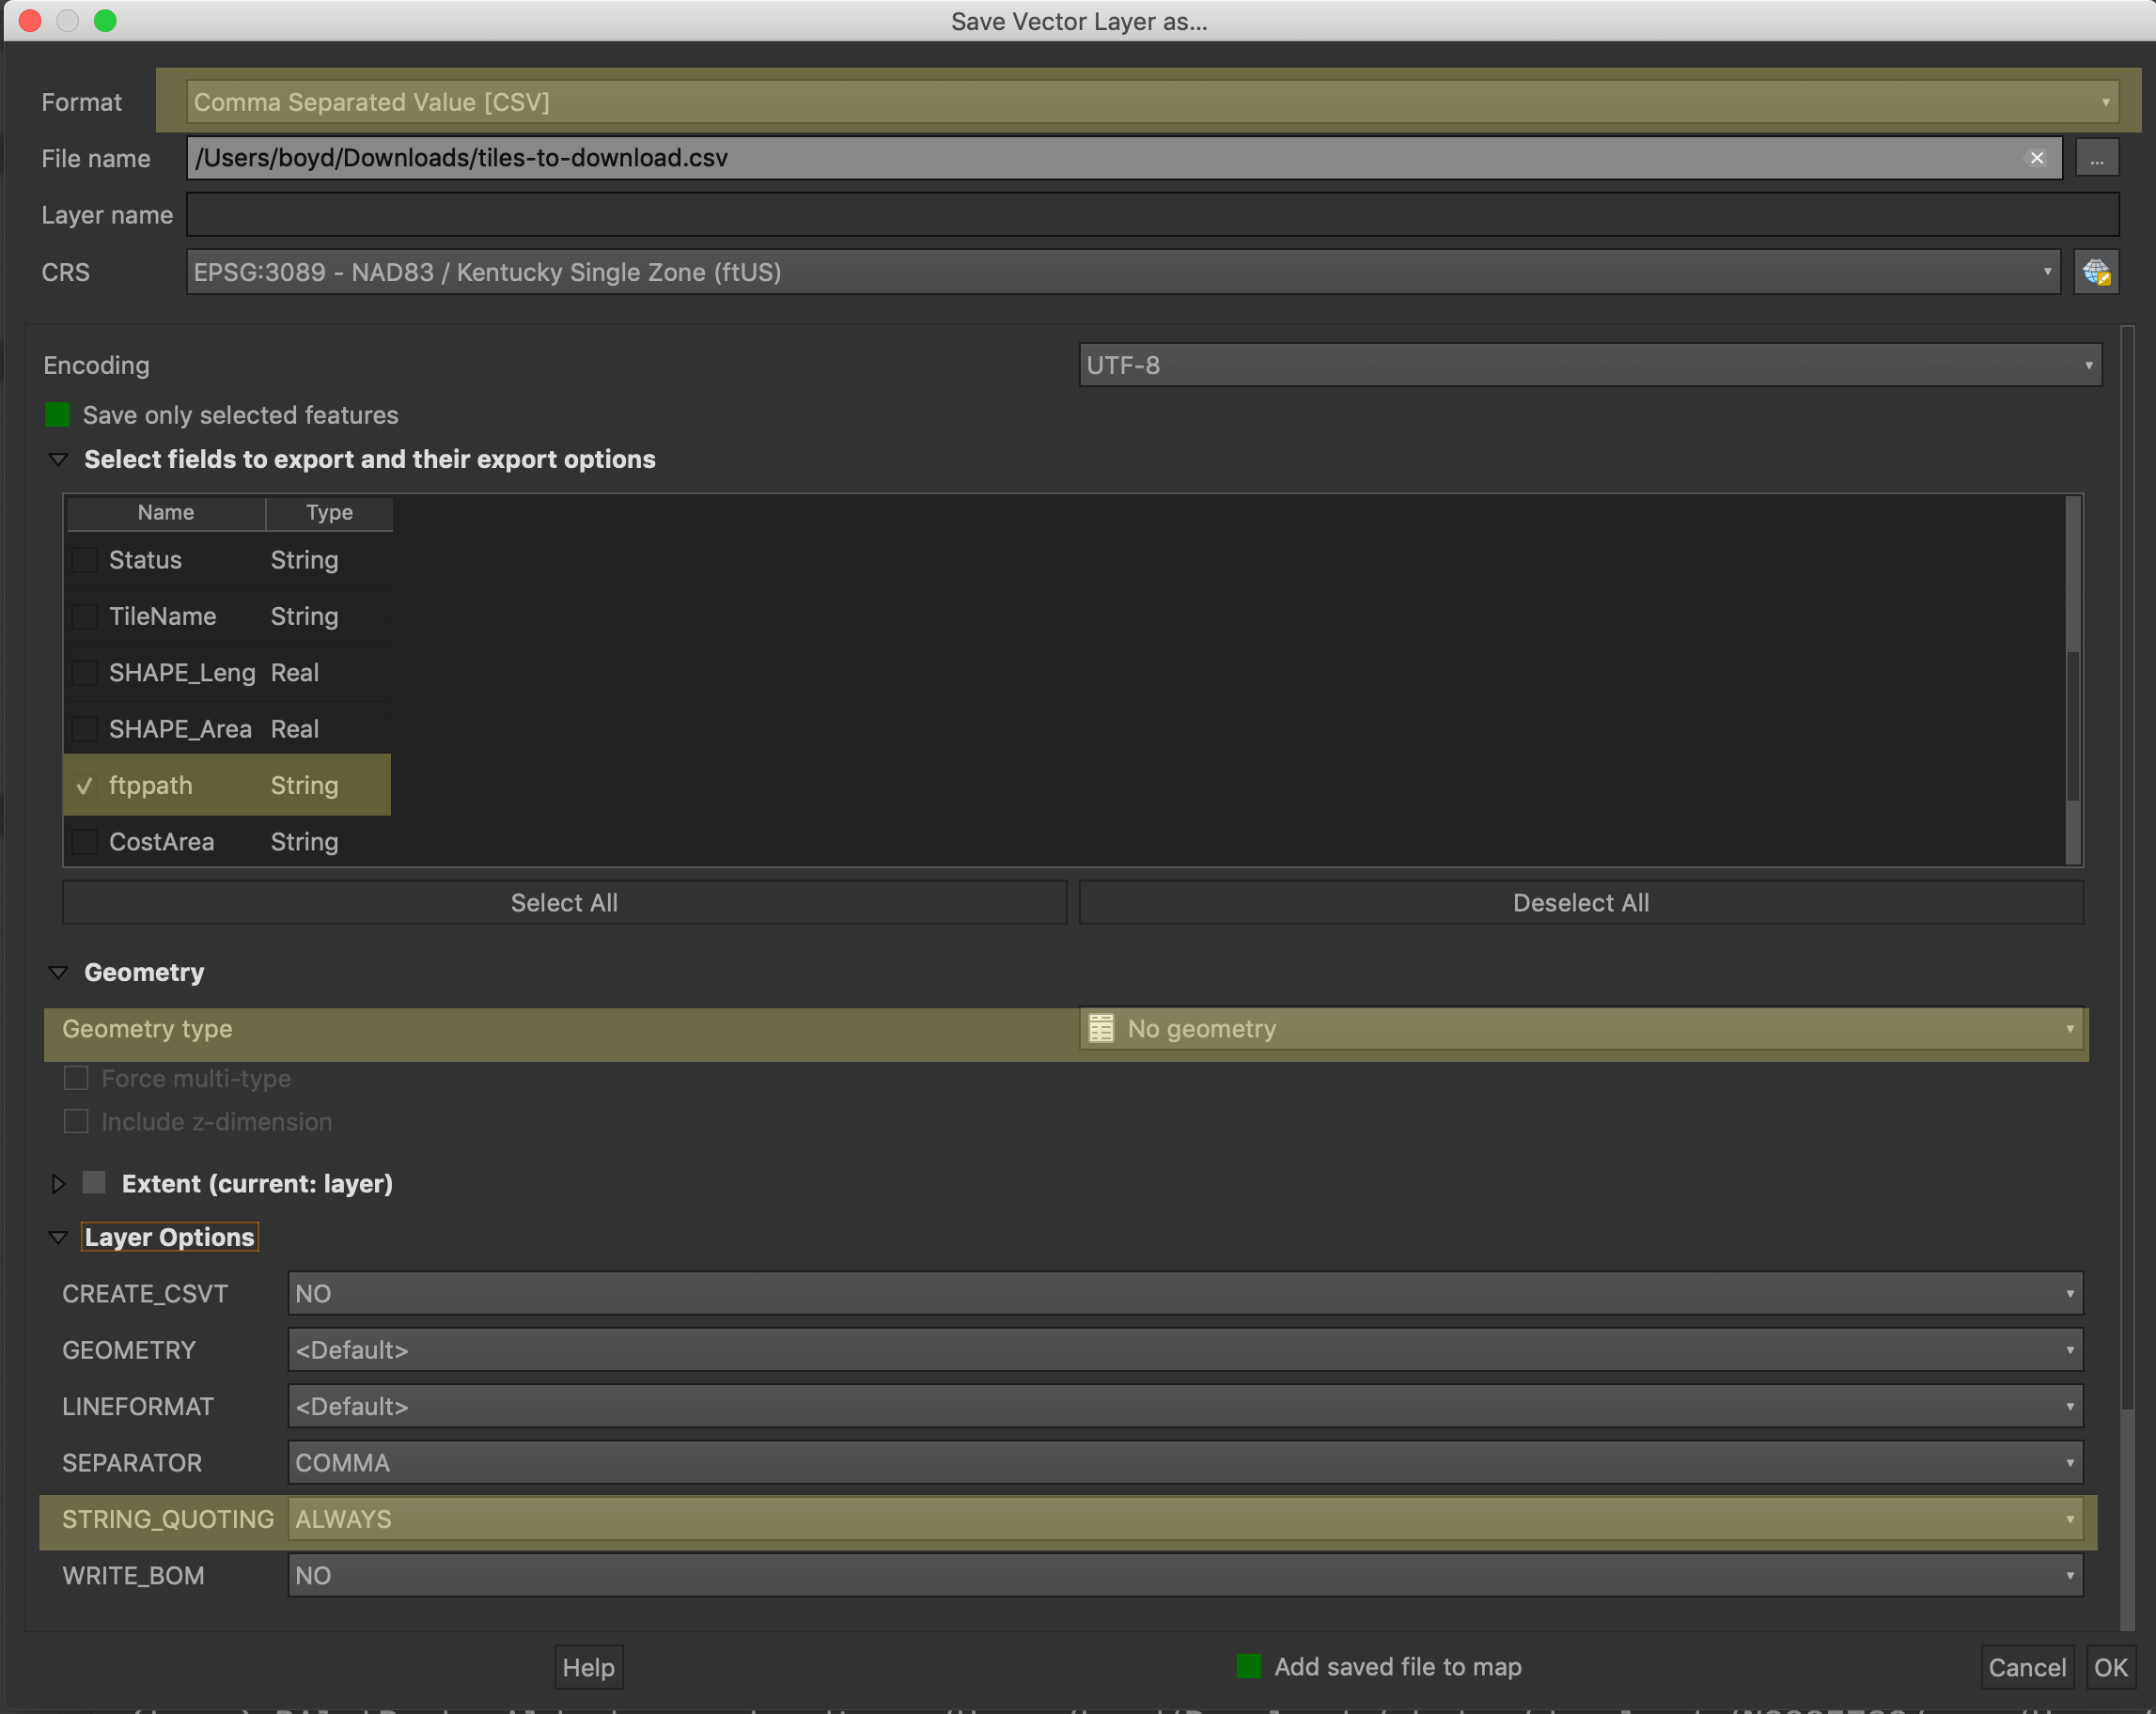 Save Vector Layer as...
Format Comma Separated Value [CSV]
File name /Users/boyd/Downloads/tiles-to-download.csv ...
Layer name
CRS EPSG:3089 - NAD83 / Kentucky Single Zone (ftUS)
Encoding UTF-8
Save only selected features
Select fields to export and their export options
Name Type
Status String
TileName String
SHAPE_Leng Real
SHAPE_Area Real
ftppath String
CostArea String
Select All Deselect All
Geometry
Geometry type No geometry
Force multi-type
Include z-dimension
Extent (current: layer)
Layer Options
CREATE_CSVT NO
GEOMETRY <Default>
LINEFORMAT <Default>
SEPARATOR COMMA
STRING_QUOTING ALWAYS
WRITE_BOM NO
Help Add saved file to map Cancel OK